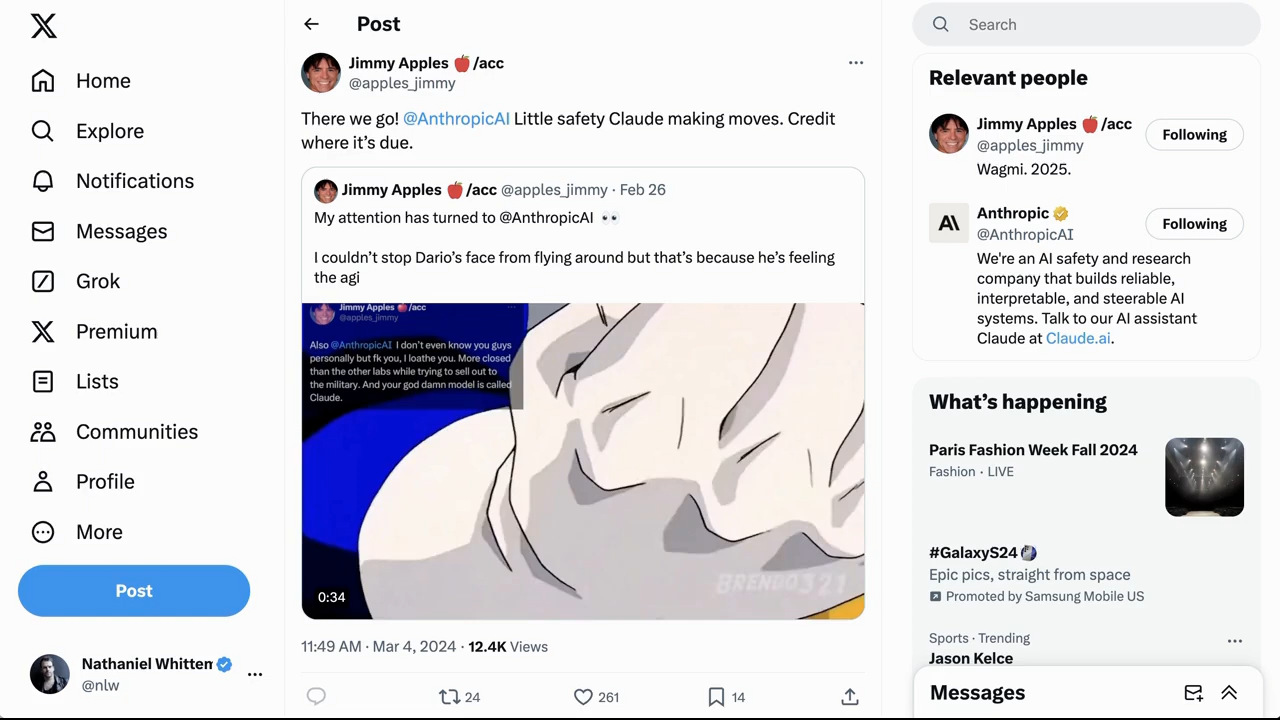 Home
Explore
Notifications
Messages
Grok
Premium
Lists
Communities
Profile
More
Post
Nathaniel Whittem
@nlw
Post
Jimmy Apples 🍎/acc
@apples_jimmy
There we go! @AnthropicAI Little safety Claude making moves. Credit
where it's due.
Jimmy Apples 🍎/acc @apples_jimmy · Feb 26
My attention has turned to @AnthropicAI 👀
I couldn't stop Dario's face from flying around but that's because he's feeling
the agi
Jimmy Apples 🍎/acc
@apples_jimmy
Also @AnthropicAI I don't even know you guys
personally but fk you, I loathe you. More closed
than the other labs while trying to sell out to
the military. And your god damn model is called
Claude.
BRENDO321
0:34
11:49 AM · Mar 4, 2024 · 12.4K Views
24
261
14
Search
Relevant people
Jimmy Apples 🍎/acc
@apples_jimmy
Following
Wagmi. 2025.
Anthropic
@AnthropicAI
Following
We're an AI safety and research
company that builds reliable,
interpretable, and steerable AI
systems. Talk to our AI assistant
Claude at Claude.ai.
What's happening
Paris Fashion Week Fall 2024
Fashion · LIVE
#GalaxyS24
Epic pics, straight from space
Promoted by Samsung Mobile US
Sports · Trending
Jason Kelce
Messages